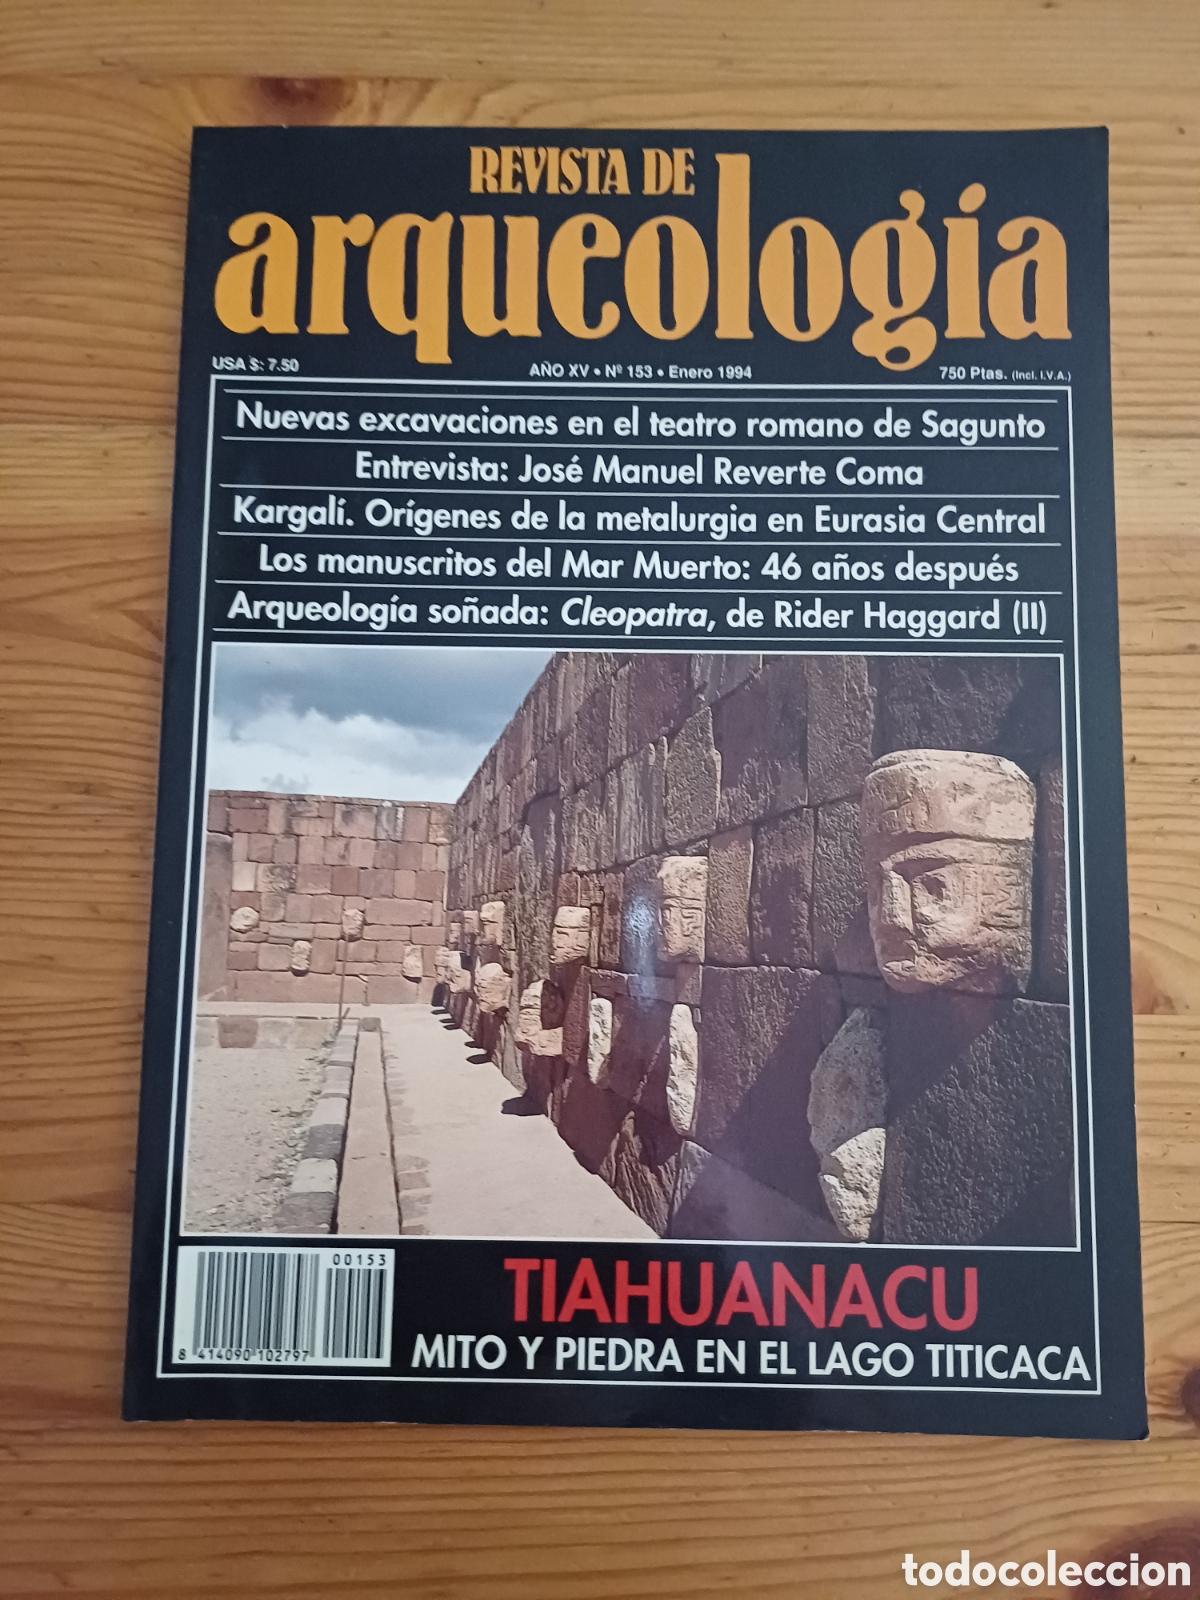 REVISTA DE
arqueología
USA $: 7.50
AÑO XV • Nº 153 • Enero 1994
750 Ptas. (Incl. I.V.A.)
Nuevas excavaciones en el teatro romano de Sagunto
Entrevista: José Manuel Reverte Coma
Kargalí. Orígenes de la metalurgia en Eurasia Central
Los manuscritos del Mar Muerto: 46 años después
Arqueología soñada: Cleopatra, de Rider Haggard (II)
00153
8 414090 102797
TIAHUANACU
MITO Y PIEDRA EN EL LAGO TITICACA
todocoleccion